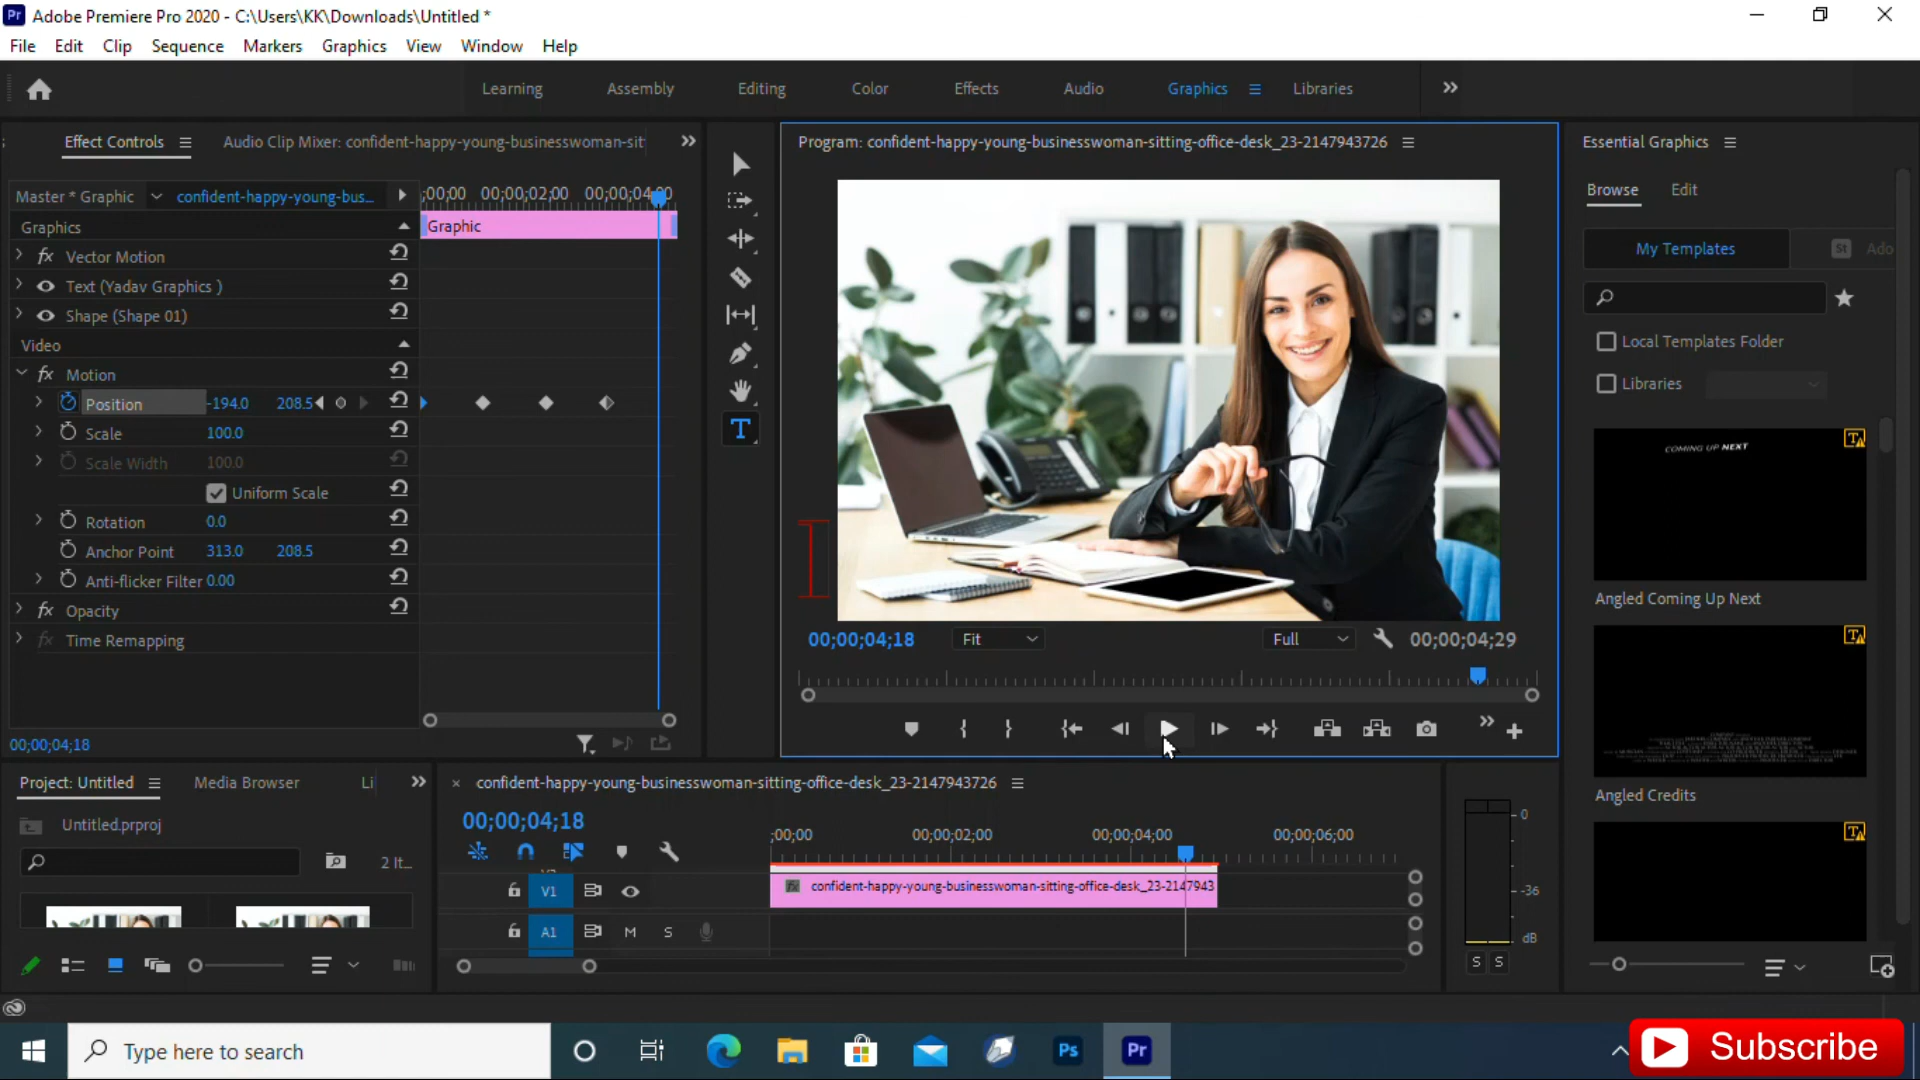 Pr Adobe Premiere Pro 2020 - C:\Users\KK\Downloads\Untitled *
File Edit Clip Sequence Markers Graphics View Window Help
Learning Assembly Editing Color Effects Audio Graphics Libraries
Effect Controls Audio Clip Mixer: confident-happy-young-businesswoman-sit
Program: confident-happy-young-businesswoman-sitting-office-desk_23-2147943726
Essential Graphics
Browse Edit
Master * Graphic confident-happy-young-bus... ;00;00 00;00;02;00 00;00;04;00
Graphics Graphic
My Templates St Ado
Vector Motion
Text (Yadav Graphics )
Shape (Shape 01)
Local Templates Folder
Video
Motion
Libraries
Position -194.0 208.5
Scale 100.0
Scale Width 100.0
Uniform Scale
Rotation 0.0
Anchor Point 313.0 208.5
Anti-flicker Filter 0.00
Opacity
Time Remapping
COMING UP NEXT
Angled Coming Up Next
00;00;04;18 Fit Full 00;00;04;29
00;00;04;18
Angled Credits
Project: Untitled Media Browser Li
confident-happy-young-businesswoman-sitting-office-desk_23-2147943726
Untitled.prproj
00;00;04;18
;00;00 00;00;02;00 00;00;04;00 00;00;06;00
2 It...
V1 confident-happy-young-businesswoman-sitting-office-desk_23-2147943
A1 M S
0
-36
dB
S S
Type here to search
Ps Pr
Subscribe